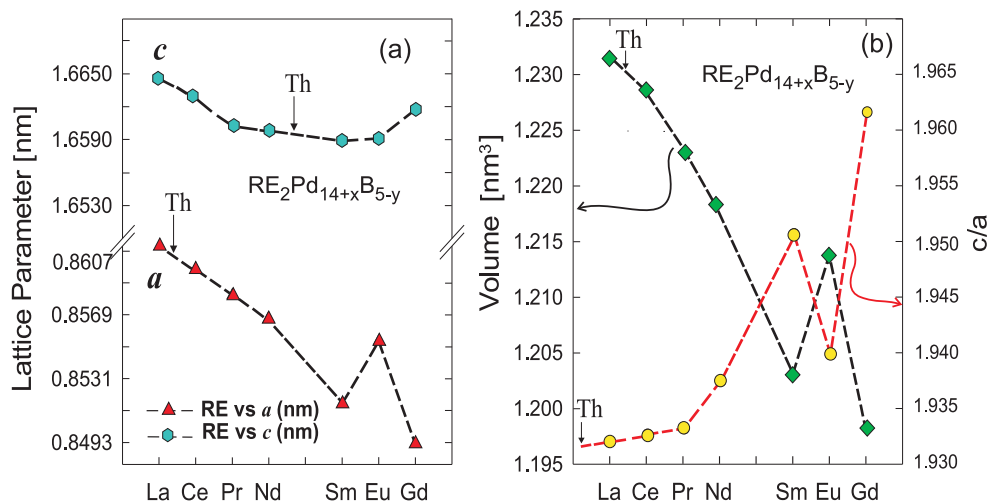 (a)
c
Th
RE2Pd14+xB5-y
Th
a
RE vs a (nm)
RE vs c (nm)
Lattice Parameter [nm]
1.6650
1.6590
1.6530
0.8607
0.8569
0.8531
0.8493
La Ce Pr Nd Sm Eu Gd
(b)
Th
RE2Pd14+xB5-y
Th
Volume [nm3]
1.235
1.230
1.225
1.220
1.215
1.210
1.205
1.200
1.195
c/a
1.965
1.960
1.955
1.950
1.945
1.940
1.935
1.930
La Ce Pr Nd Sm Eu Gd